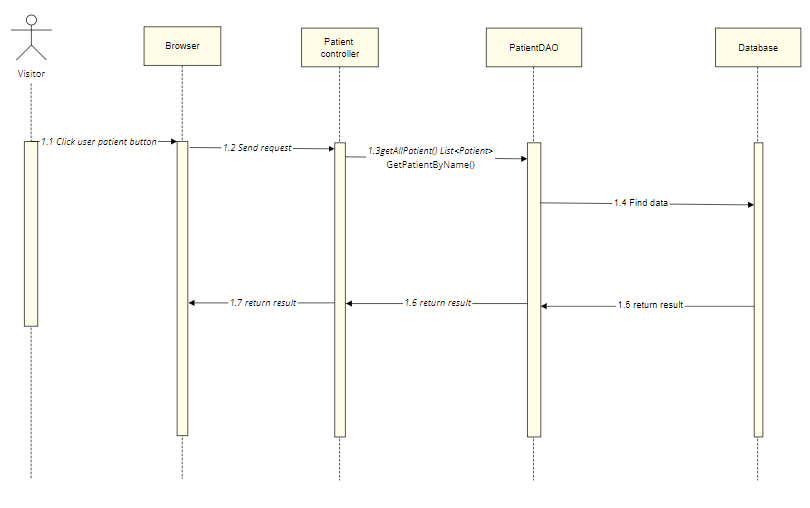 Visitor
Browser
Patient
controller
PatientDAO
Database
1.1 Click user patient button
1.2 Send request
1.3getAllPatient() List<Patient>
GetPatientByName()
1.4 Find data
1.7 return result
1.6 return result
1.5 return result